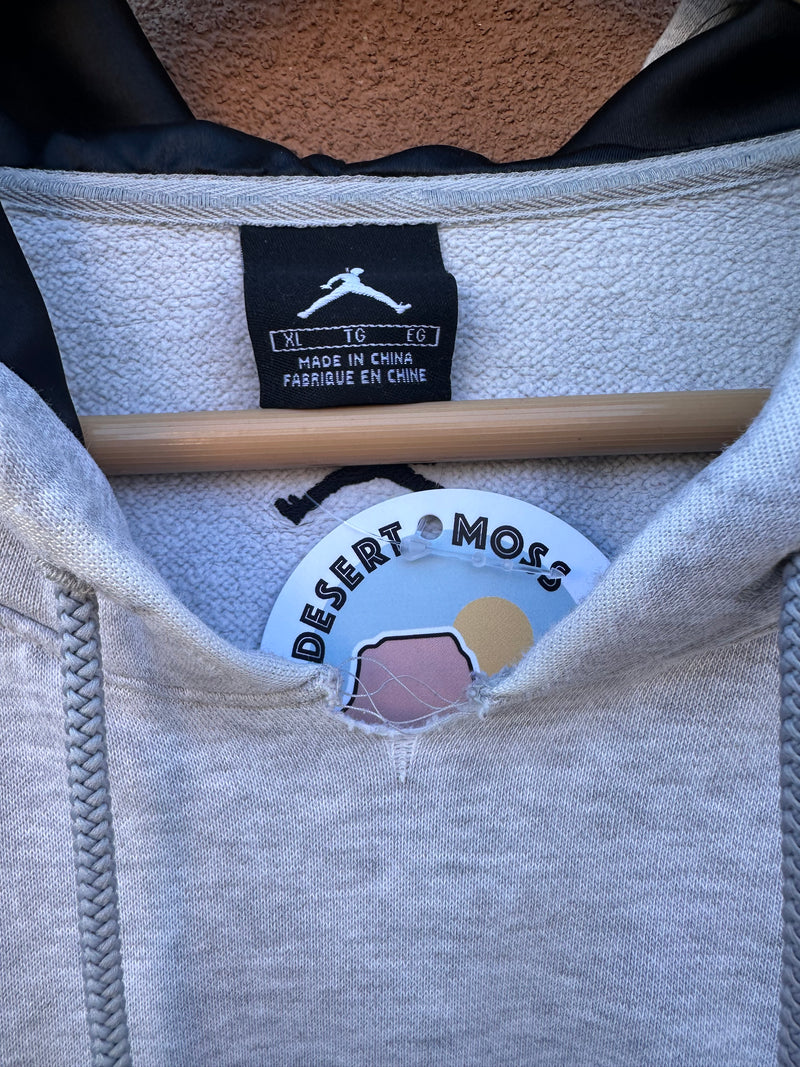 XL TG EG
MADE IN CHINA
FABRIQUE EN CHINE
DESERT MOSS